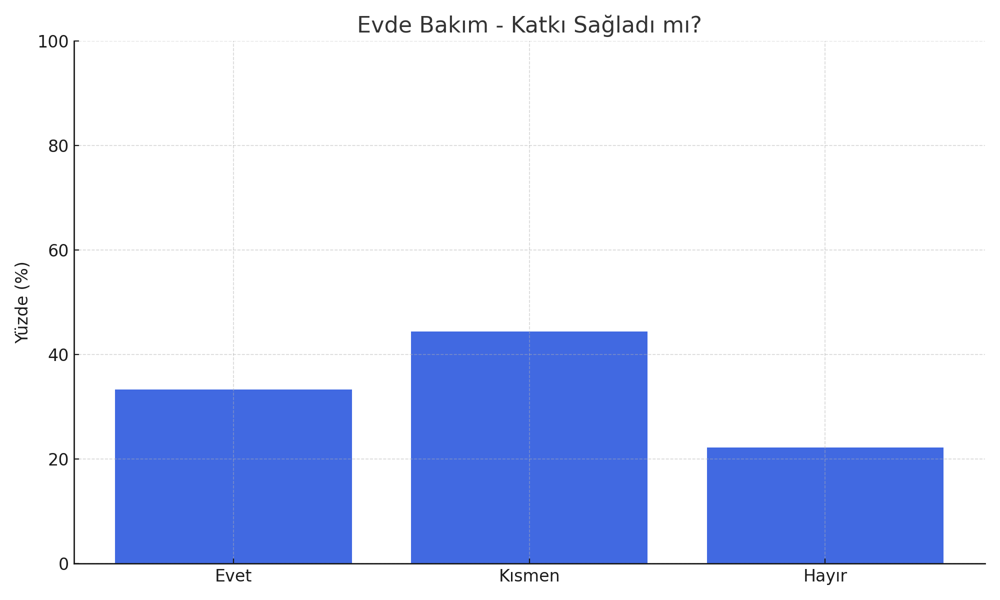 Evde Bakım - Katkı Sağladı mı?
100
80
60
40
20
0
Yüzde (%)
Evet
Kısmen
Hayır